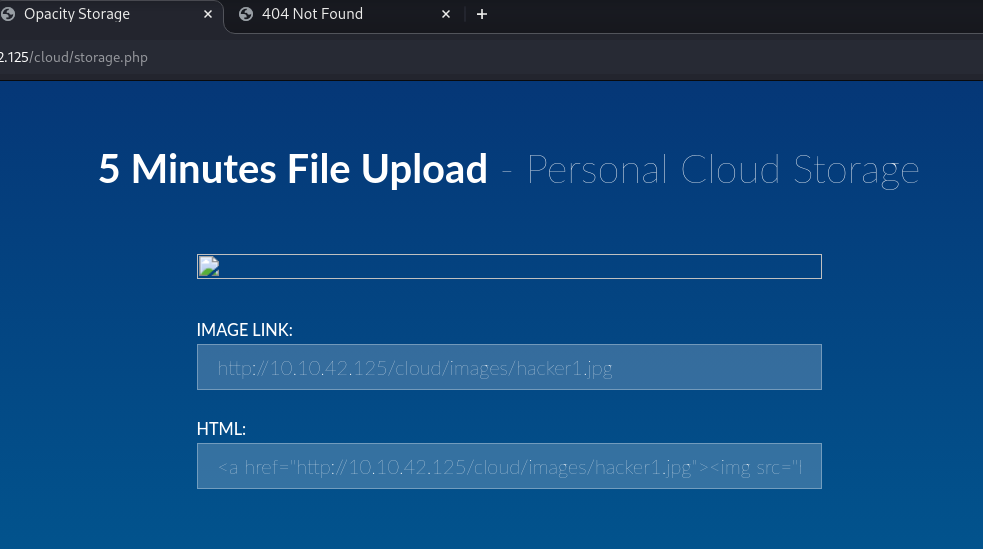 Opacity Storage
404 Not Found
2.125/cloud/storage.php
5 Minutes File Upload - Personal Cloud Storage
IMAGE LINK:
http://10.10.42.125/cloud/images/hacker1.jpg
HTML:
<a href="http://10.10.42.125/cloud/images/hacker1.jpg"><img src="